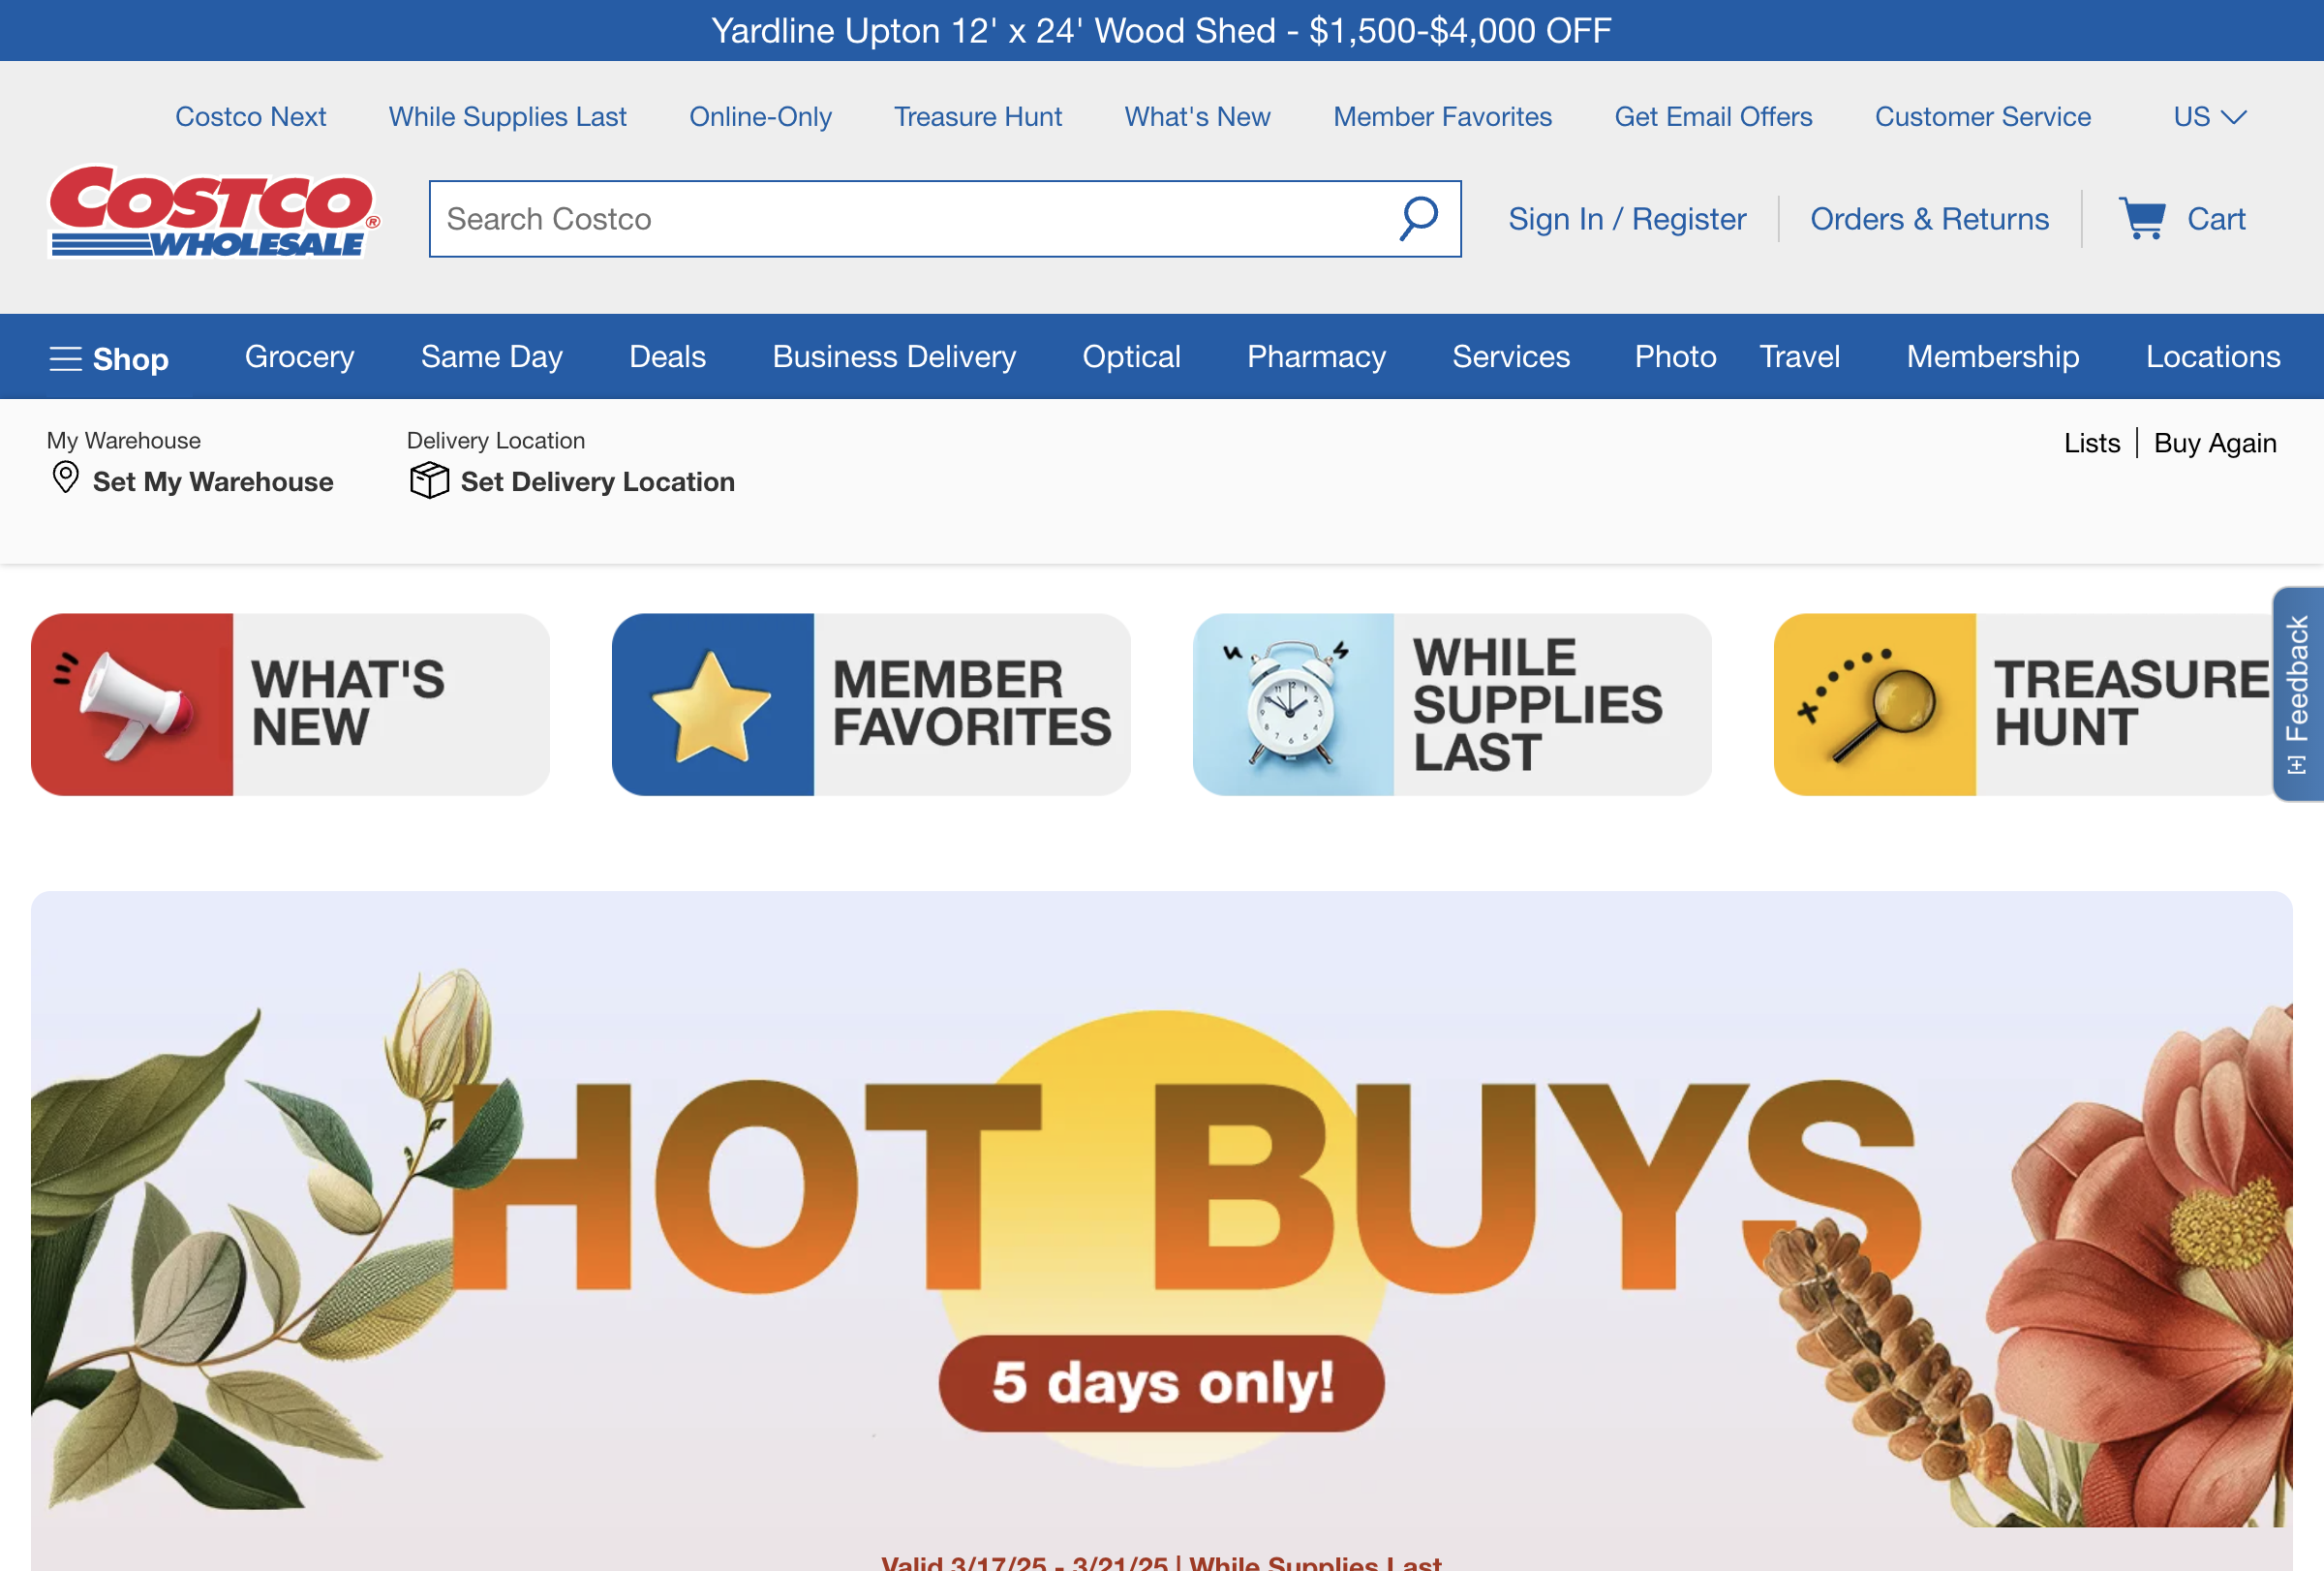 Yardline Upton 12' x 24' Wood Shed - $1,500-$4,000 OFF
Costco Next While Supplies Last Online-Only Treasure Hunt What's New Member Favorites Get Email Offers Customer Service US
COSTCO®
WHOLESALE
Search Costco
Sign In / Register Orders & Returns Cart
Shop Grocery Same Day Deals Business Delivery Optical Pharmacy Services Photo Travel Membership Locations
My Warehouse
Set My Warehouse
Delivery Location
Set Delivery Location
Lists | Buy Again
WHAT'S
NEW
MEMBER
FAVORITES
WHILE
SUPPLIES
LAST
TREASURE
HUNT
[+] Feedback
HOT BUYS
5 days only!
Valid 3/17/25 - 3/21/25 | While Supplies Last